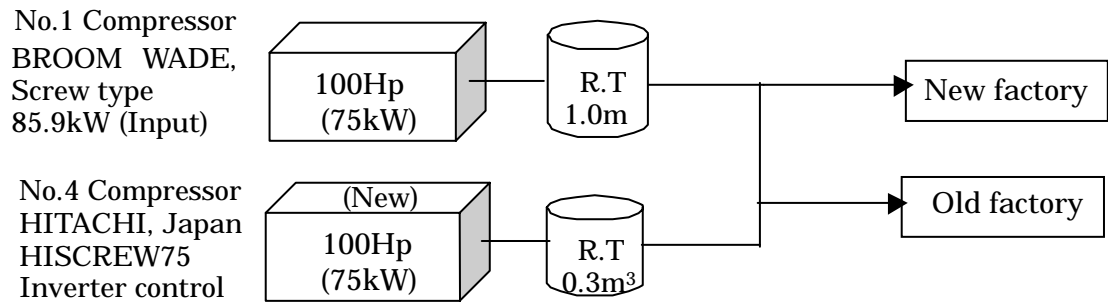 No.1 Compressor
BROOM WADE,
Screw type
85.9kW (Input)
100Hp
(75kW)
R.T
1.0m
New factory
No.4 Compressor
HITACHI, Japan
HISCREW75
Inverter control
(New)
100Hp
(75kW)
R.T
0.3m³
Old factory